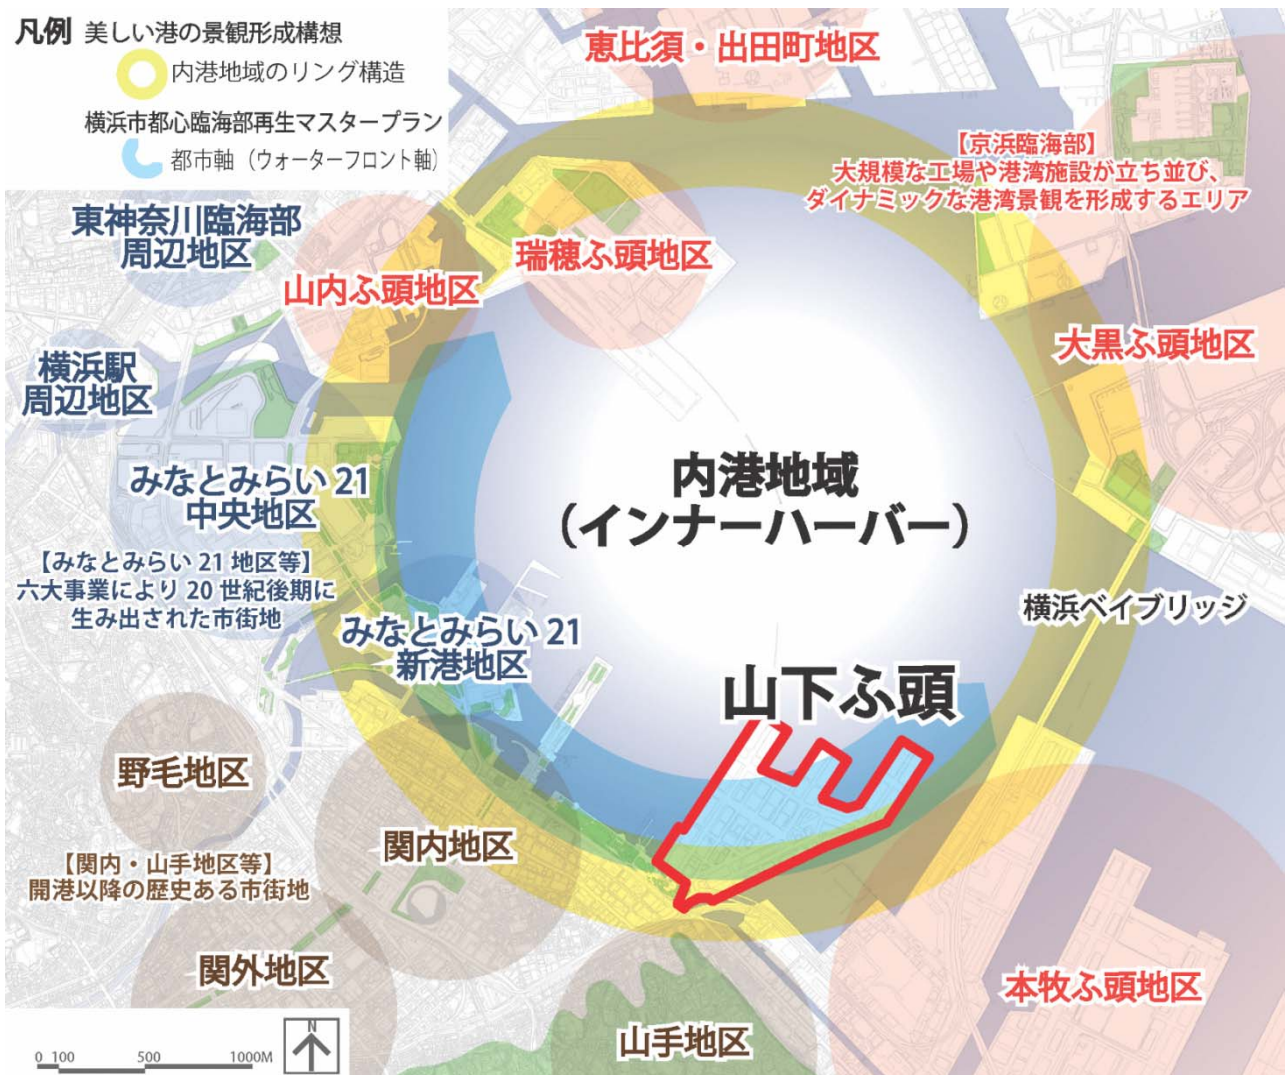 凡例 美しい港の景観形成構想
内港地域のリング構造
横浜市都心臨海部再生マスタープラン
都市軸（ウォーターフロント軸）
恵比須・出田町地区
【京浜臨海部】
大規模な工場や港湾施設が立ち並び、
ダイナミックな港湾景観を形成するエリア
東神奈川臨海部
周辺地区
山内ふ頭地区
瑞穂ふ頭地区
大黒ふ頭地区
横浜駅
周辺地区
みなとみらい 21
中央地区
【みなとみらい 21 地区等】
六大事業により 20 世紀後期に
生み出された市街地
内港地域
（インナーハーバー）
横浜ベイブリッジ
みなとみらい 21
新港地区
山下ふ頭
野毛地区
関内地区
【関内・山手地区等】
開港以降の歴史ある市街地
関外地区
山手地区
本牧ふ頭地区
0 100 500 1000M
N